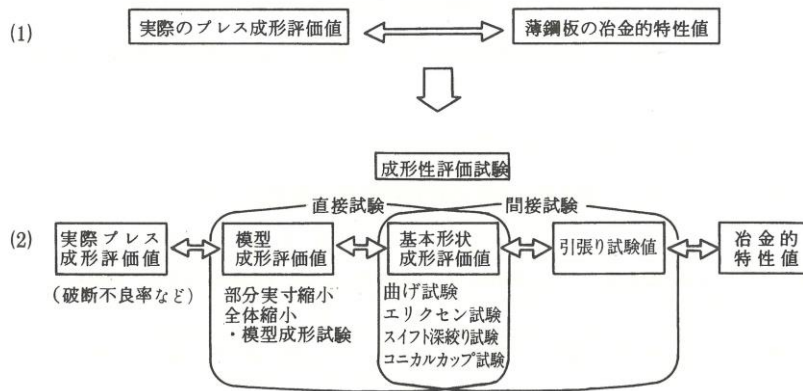 (1)
実際のプレス成形評価値
薄鋼板の冶金的特性値
成形性評価試験
直接試験
間接試験
(2)
実際プレス
成形評価値
模型
成形評価値
基本形状
成形評価値
引張り試験値
冶金的
特性値
(破断不良率など)
部分実寸縮小
全体縮小
・模型成形試験
曲げ試験
エリクセン試験
スイフト深絞り試験
コニカルカップ試験